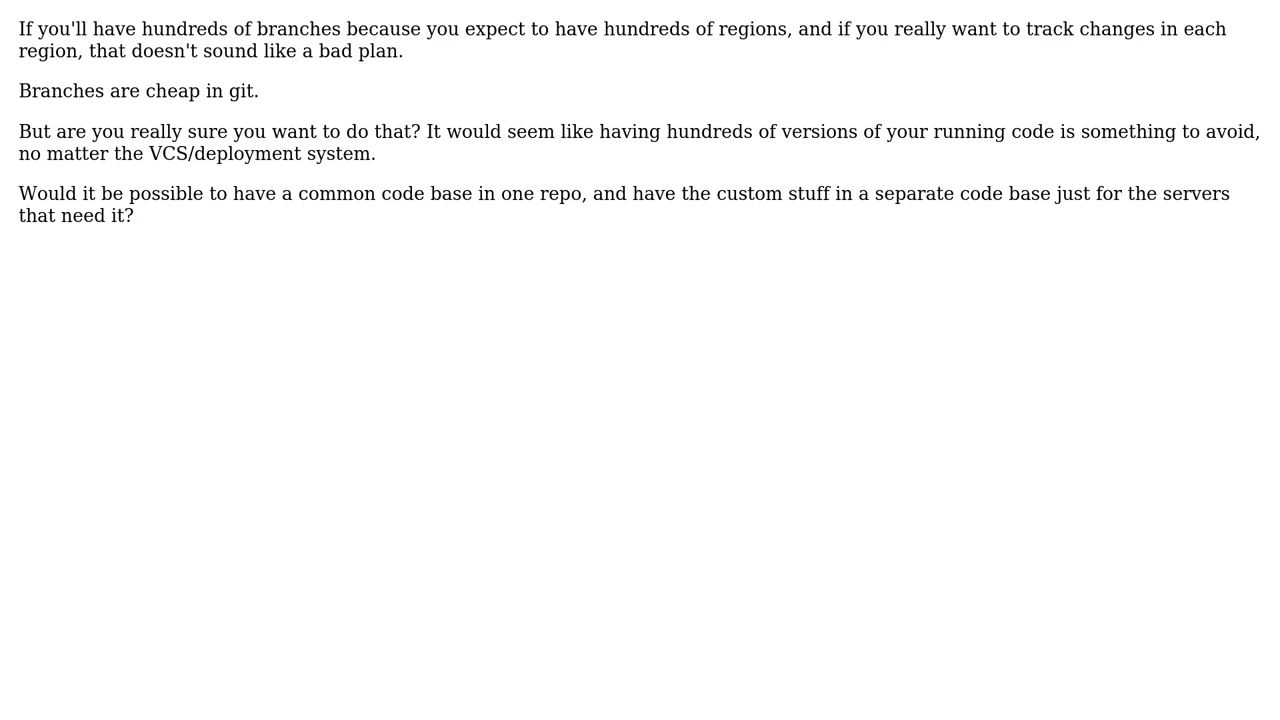 If you'll have hundreds of branches because you expect to have hundreds of regions, and if you really want to track changes in each
region, that doesn't sound like a bad plan.
Branches are cheap in git.
But are you really sure you want to do that? It would seem like having hundreds of versions of your running code is something to avoid,
no matter the VCS/deployment system.
Would it be possible to have a common code base in one repo, and have the custom stuff in a separate code base just for the servers
that need it?